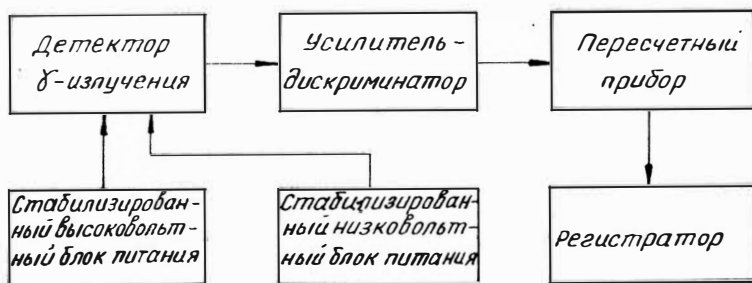 Детектор
γ-излучения
Усилитель-
дискриминатор
Пересчетный
прибор
Стабилизирован-
ный высоковольт-
ный блок питания
Стабилизирован-
ный низковольт-
ный блок питания
Регистратор